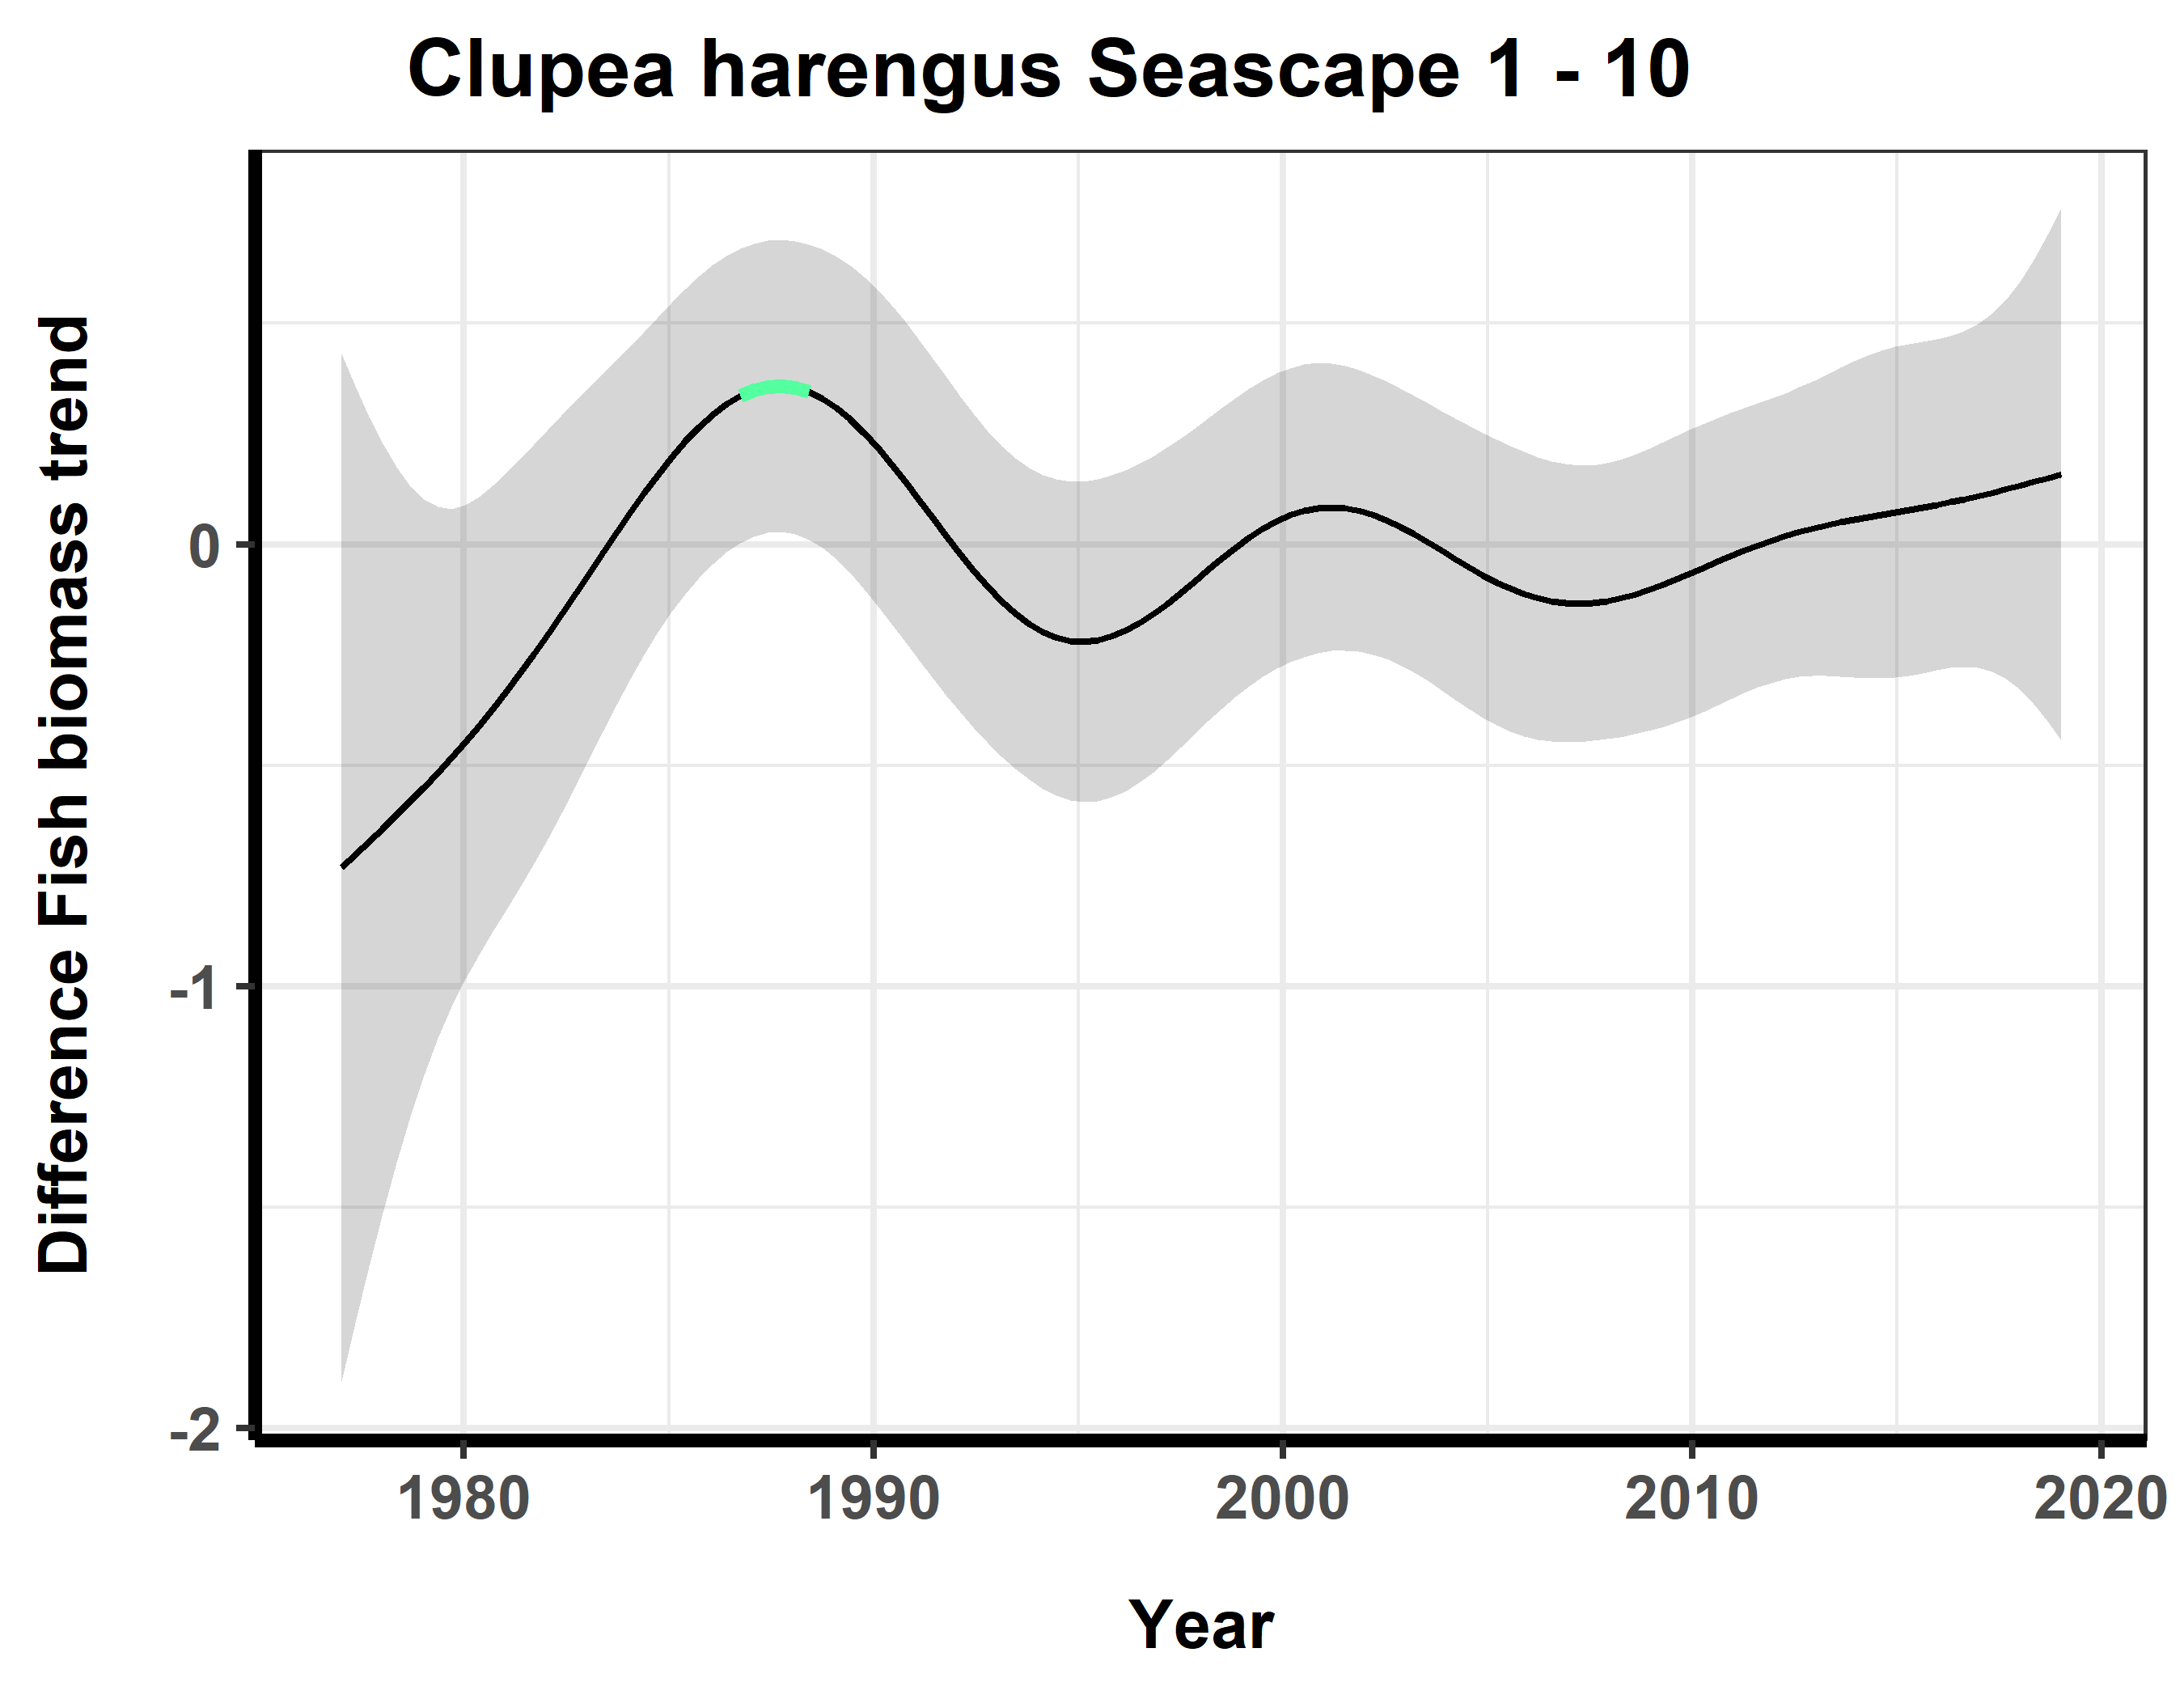 Clupea harengus Seascape 1 - 10
Difference Fish biomass trend
0
-1
-2
1980 1990 2000 2010 2020
Year